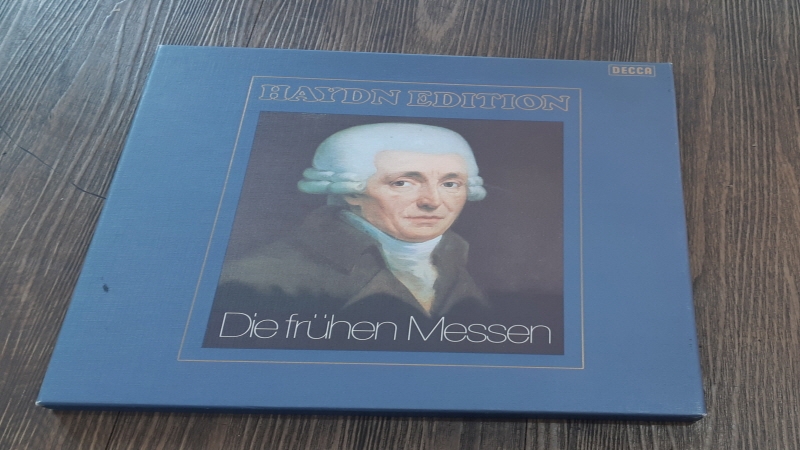 DECCA
HAYDN EDITION
Die frühen Messen